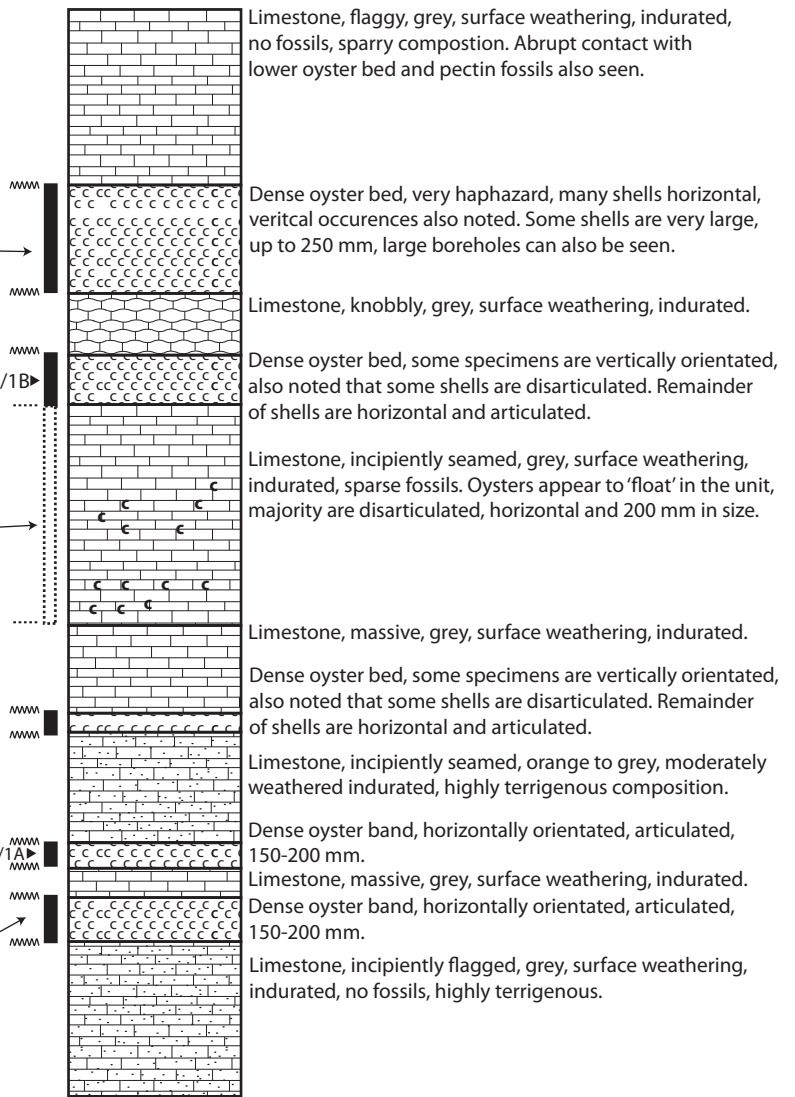 Limestone, flaggy, grey, surface weathering, indurated,
no fossils, sparry compostion. Abrupt contact with
lower oyster bed and pectin fossils also seen.
Dense oyster bed, very haphazard, many shells horizontal,
veritcal occurences also noted. Some shells are very large,
up to 250 mm, large boreholes can also be seen.
Limestone, knobbly, grey, surface weathering, indurated.
/1B
Dense oyster bed, some specimens are vertically orientated,
also noted that some shells are disarticulated. Remainder
of shells are horizontal and articulated.
Limestone, incipiently seamed, grey, surface weathering,
indurated, sparse fossils. Oysters appear to ‘float’ in the unit,
majority are disarticulated, horizontal and 200 mm in size.
Limestone, massive, grey, surface weathering, indurated.
Dense oyster bed, some specimens are vertically orientated,
also noted that some shells are disarticulated. Remainder
of shells are horizontal and articulated.
Limestone, incipiently seamed, orange to grey, moderately
weathered indurated, highly terrigenous composition.
/1A
Dense oyster band, horizontally orientated, articulated,
150-200 mm.
Limestone, massive, grey, surface weathering, indurated.
Dense oyster band, horizontally orientated, articulated,
150-200 mm.
Limestone, incipiently flagged, grey, surface weathering,
indurated, no fossils, highly terrigenous.